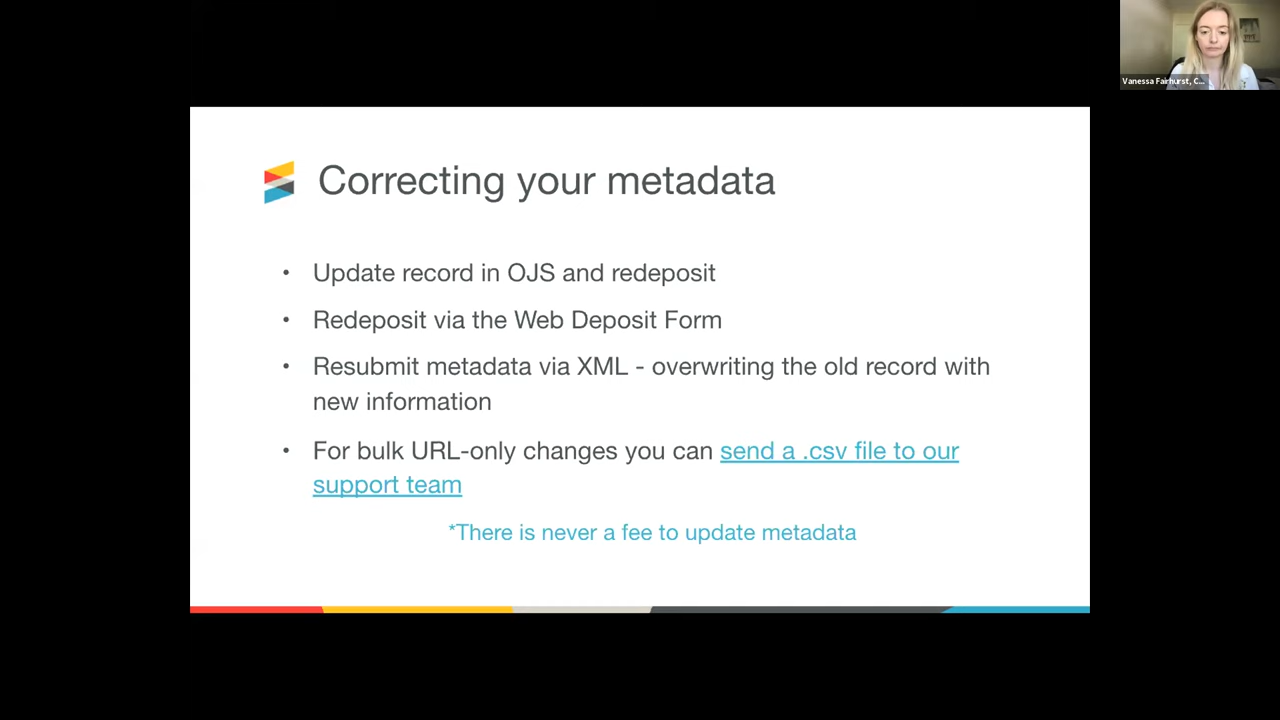 Vanessa Fairhurst, C...
Correcting your metadata
• Update record in OJS and redeposit
• Redeposit via the Web Deposit Form
• Resubmit metadata via XML - overwriting the old record with
new information
• For bulk URL-only changes you can send a .csv file to our
support team
*There is never a fee to update metadata